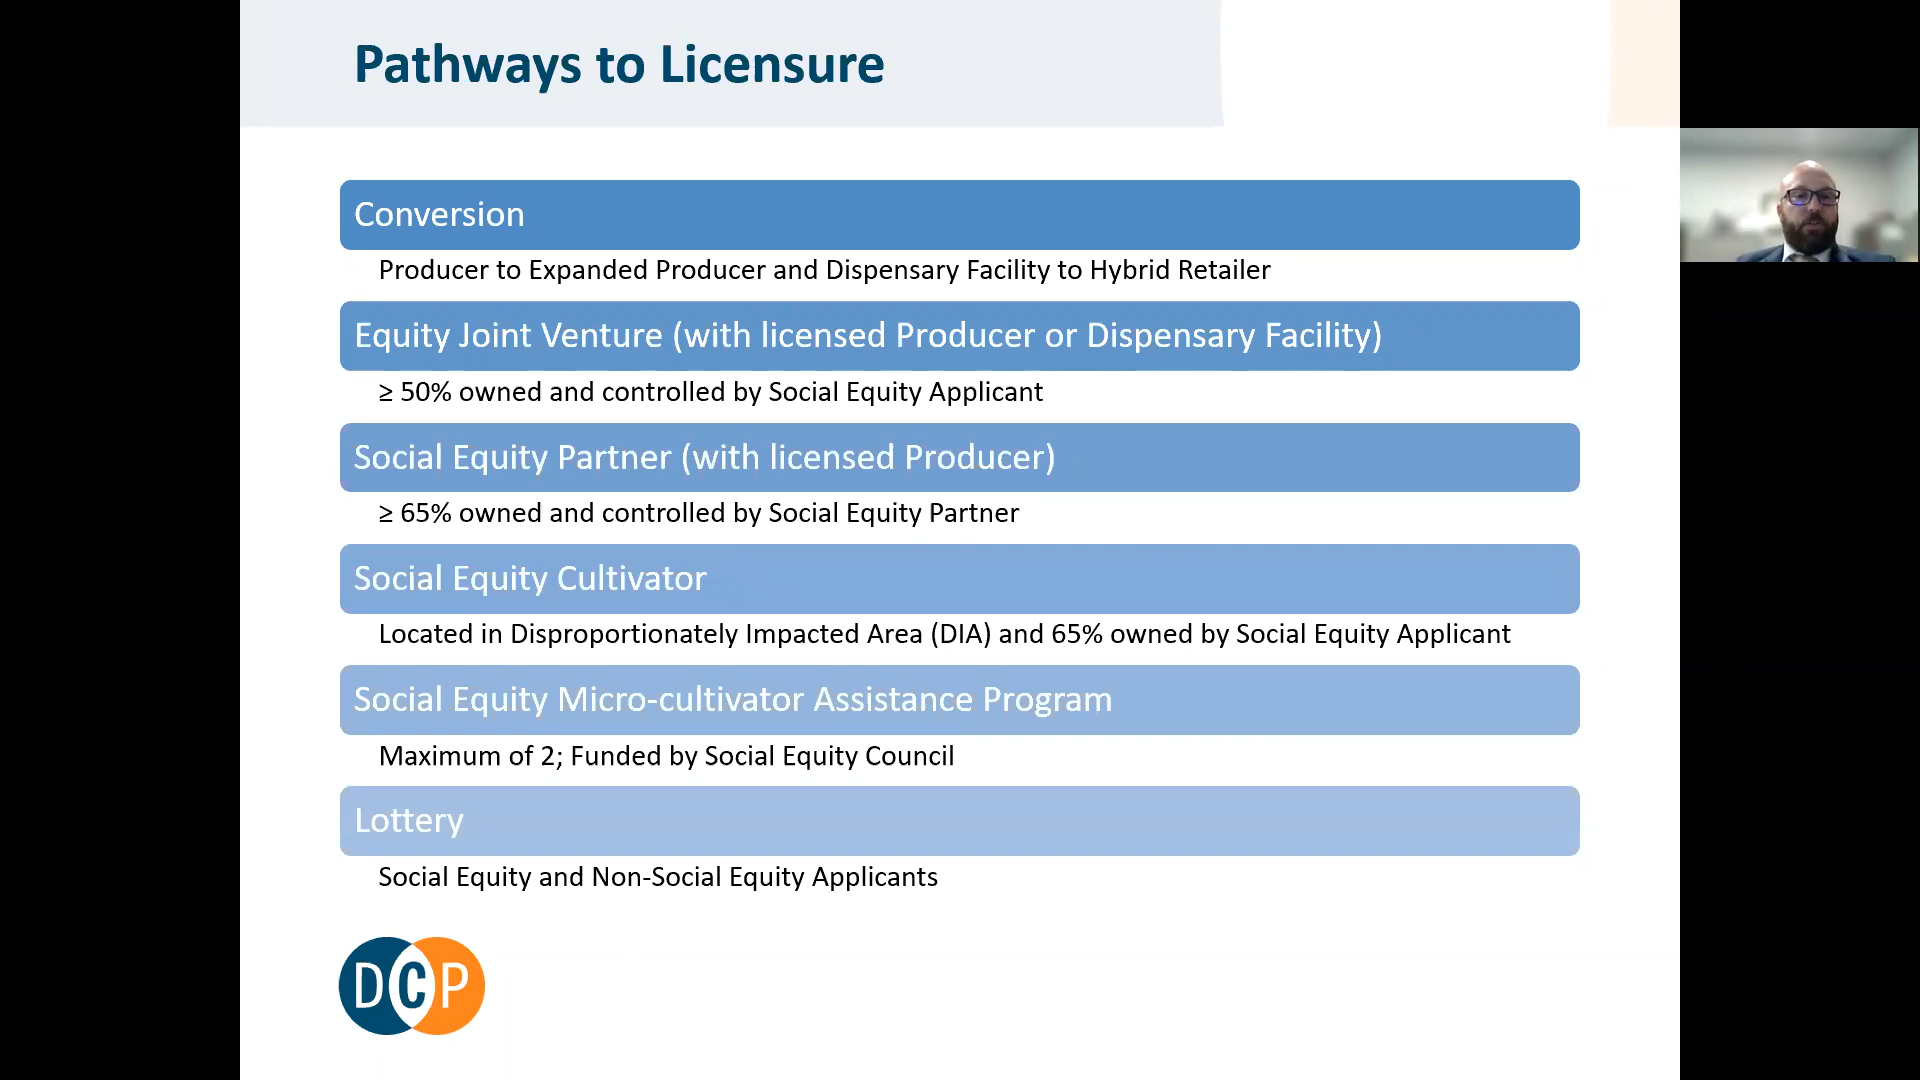 Pathways to Licensure
Conversion
Producer to Expanded Producer and Dispensary Facility to Hybrid Retailer
Equity Joint Venture (with licensed Producer or Dispensary Facility)
≥ 50% owned and controlled by Social Equity Applicant
Social Equity Partner (with licensed Producer)
≥ 65% owned and controlled by Social Equity Partner
Social Equity Cultivator
Located in Disproportionately Impacted Area (DIA) and 65% owned by Social Equity Applicant
Social Equity Micro-cultivator Assistance Program
Maximum of 2; Funded by Social Equity Council
Lottery
Social Equity and Non-Social Equity Applicants
DCP